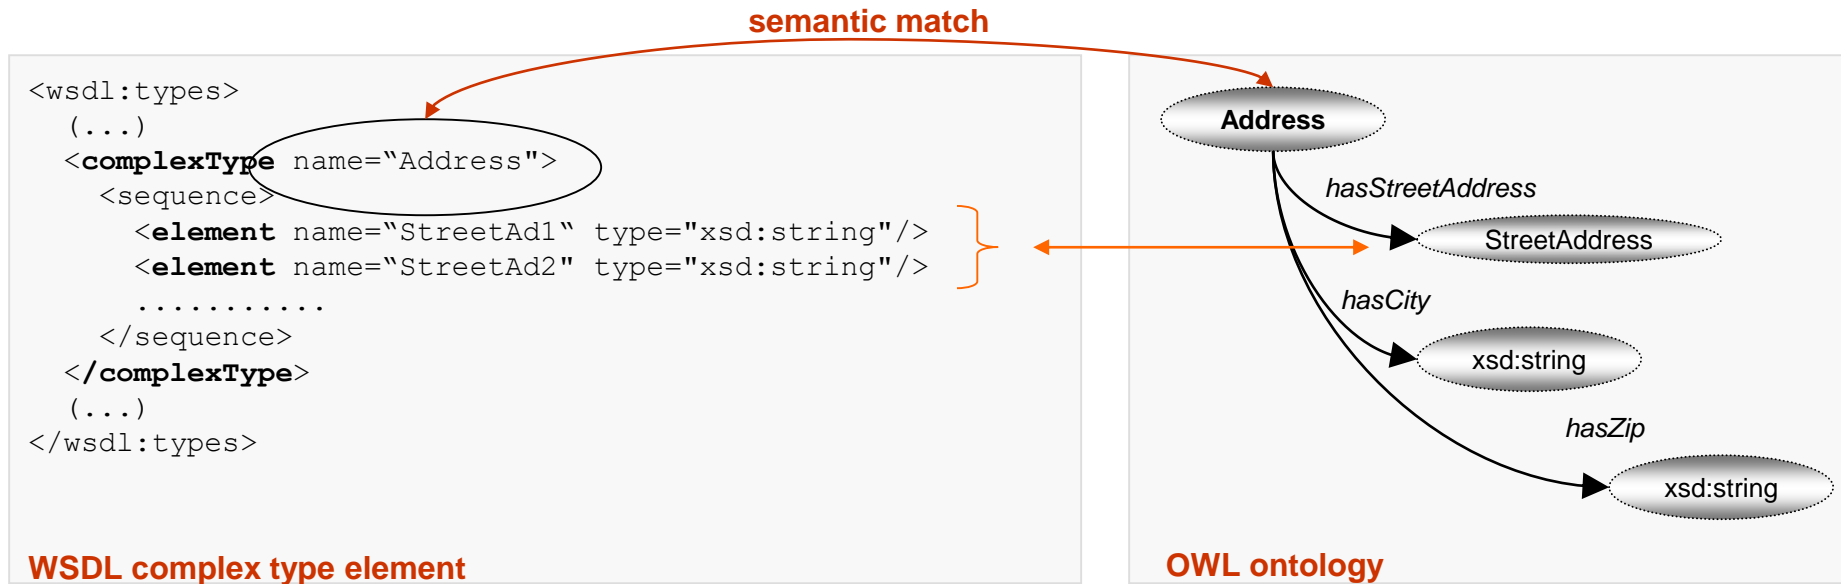 semantic match
<wsdl:types>
(...)
<complexType name=“Address">
<sequence>
<element name=“StreetAd1“ type="xsd:string"/>
<element name=“StreetAd2" type="xsd:string"/>
...........
</sequence>
</complexType>
(...)
</wsdl:types>
WSDL complex type element
Address
hasStreetAddress
StreetAddress
hasCity
xsd:string
hasZip
xsd:string
OWL ontology